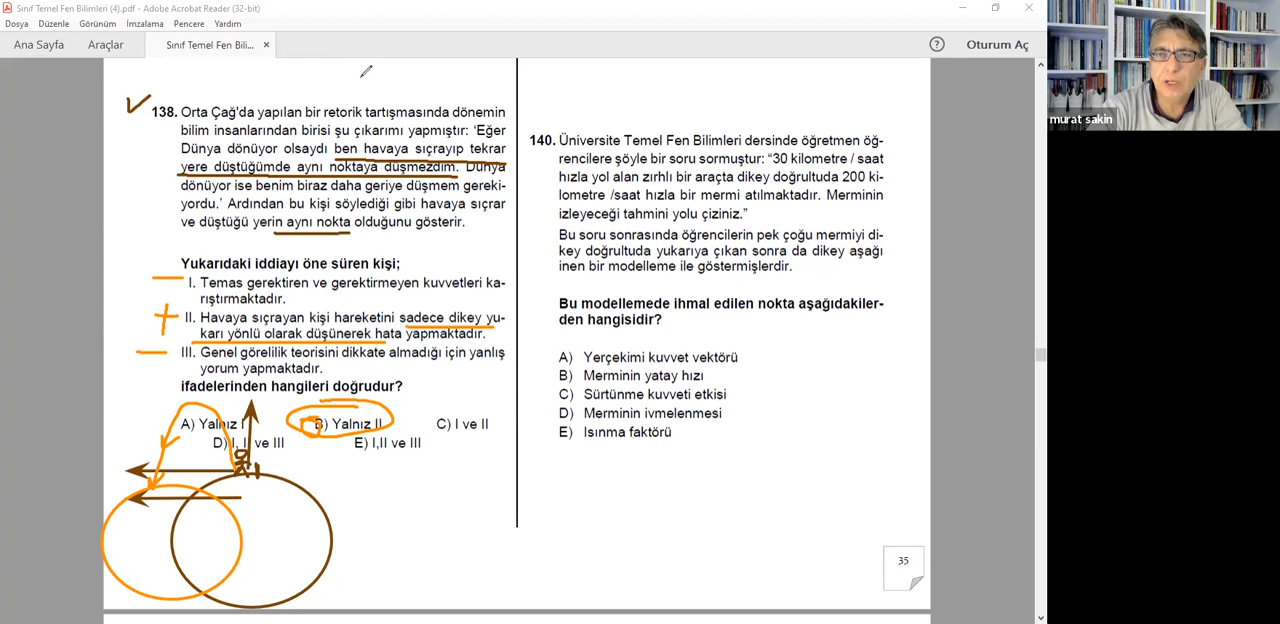 Sınıf Temel Fen Bilimleri (4).pdf - Adobe Acrobat Reader (32-bit)
Dosya Düzenle Görünüm İmzalama Pencere Yardım
Ana Sayfa Araçlar Sınıf Temel Fen Bili... × Oturum Aç
murat sakin
138. Orta Çağ'da yapılan bir retorik tartışmasında dönemin
bilim insanlarından birisi şu çıkarımı yapmıştır: 'Eğer
Dünya dönüyor olsaydı ben havaya sıçrayıp tekrar
yere düştüğümde aynı noktaya düşmezdim. Dünya
dönüyor ise benim biraz daha geriye düşmem gereki-
yordu.' Ardından bu kişi söylediği gibi havaya sıçrar
ve düştüğü yerin aynı nokta olduğunu gösterir.
Yukarıdaki iddiayı öne süren kişi;
I. Temas gerektiren ve gerektirmeyen kuvvetleri ka-
rıştırmaktadır.
II. Havaya sıçrayan kişi hareketini sadece dikey yu-
karı yönlü olarak düşünerek hata yapmaktadır.
III. Genel görelilik teorisini dikkate almadığı için yanlış
yorum yapmaktadır.
ifadelerinden hangileri doğrudur?
A) Yalnız I B) Yalnız II C) I ve II
D) I, II ve III E) I,II ve III
140. Üniversite Temel Fen Bilimleri dersinde öğretmen öğ-
rencilere şöyle bir soru sormuştur: "30 kilometre / saat
hızla yol alan zırhlı bir araçta dikey doğrultuda 200 ki-
lometre /saat hızla bir mermi atılmaktadır. Merminin
izleyeceği tahmini yolu çiziniz."
Bu soru sonrasında öğrencilerin pek çoğu mermiyi di-
key doğrultuda yukarıya çıkan sonra da dikey aşağı
inen bir modelleme ile göstermişlerdir.
Bu modellemede ihmal edilen nokta aşağıdakiler-
den hangisidir?
A) Yerçekimi kuvvet vektörü
B) Merminin yatay hızı
C) Sürtünme kuvveti etkisi
D) Merminin ivmelenmesi
E) Isınma faktörü
35